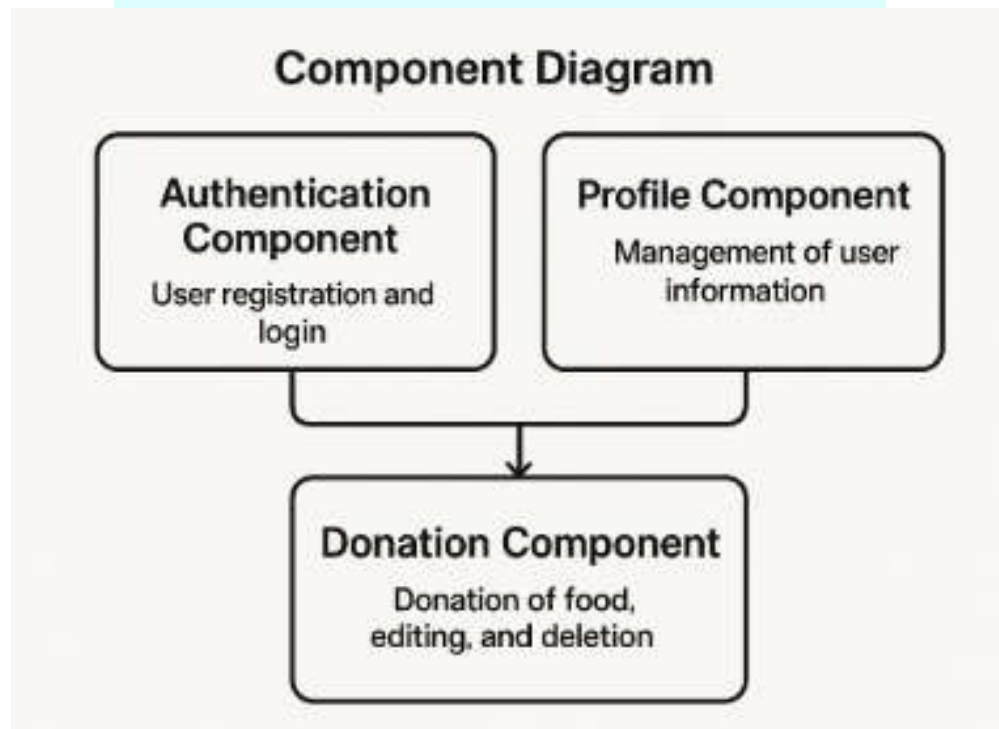 Component Diagram
Authentication
Component
User registration and
login
Profile Component
Management of user
information
Donation Component
Donation of food,
editing, and deletion